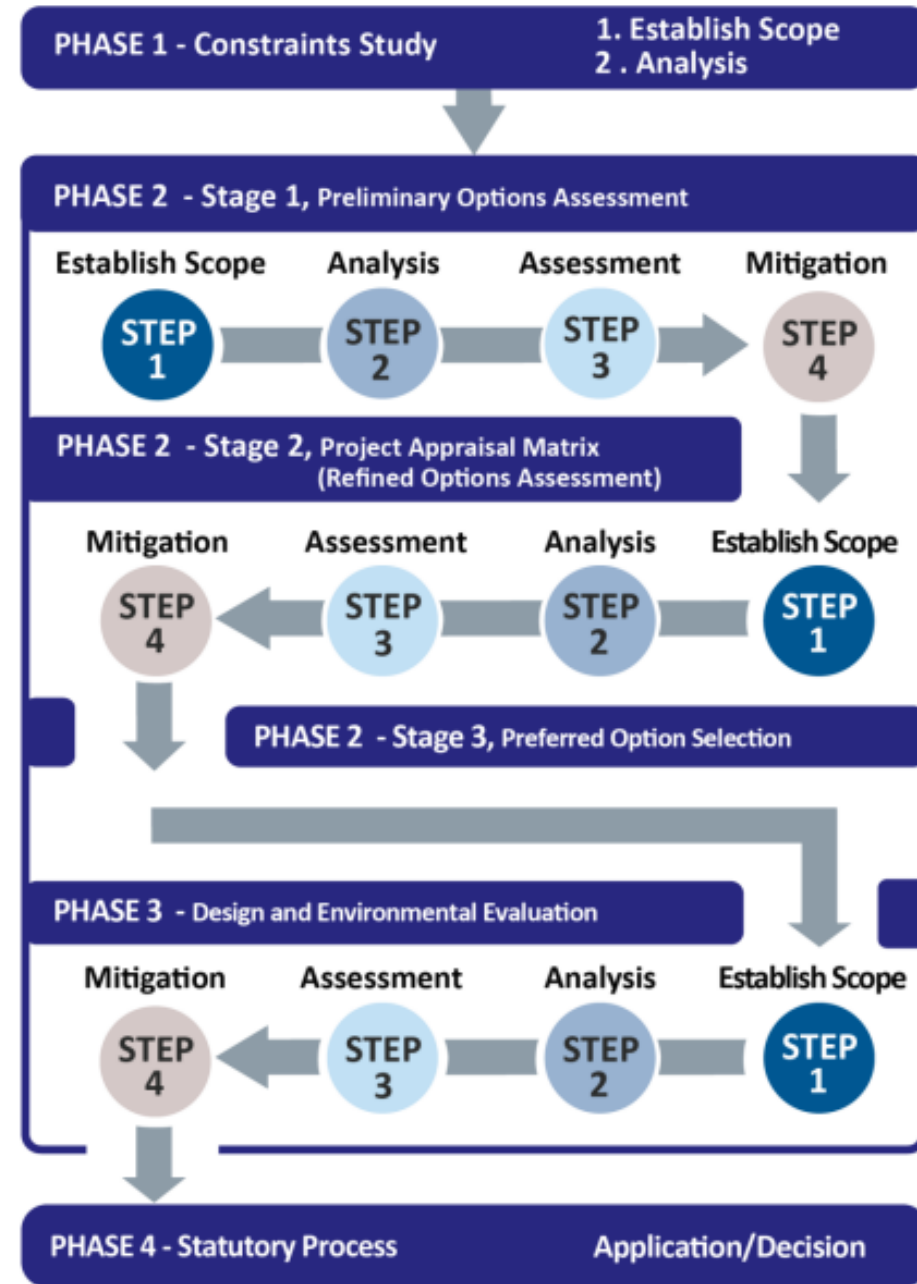 PHASE 1 - Constraints Study
1. Establish Scope
2 . Analysis
PHASE 2 - Stage 1, Preliminary Options Assessment
Establish Scope
Analysis
Assessment
Mitigation
STEP
1
STEP
2
STEP
3
STEP
4
PHASE 2 - Stage 2, Project Appraisal Matrix
(Refined Options Assessment)
Mitigation
Assessment
Analysis
Establish Scope
STEP
4
STEP
3
STEP
2
STEP
1
PHASE 2 - Stage 3, Preferred Option Selection
PHASE 3 - Design and Environmental Evaluation
Mitigation
Assessment
Analysis
Establish Scope
STEP
4
STEP
3
STEP
2
STEP
1
PHASE 4 - Statutory Process
Application/Decision